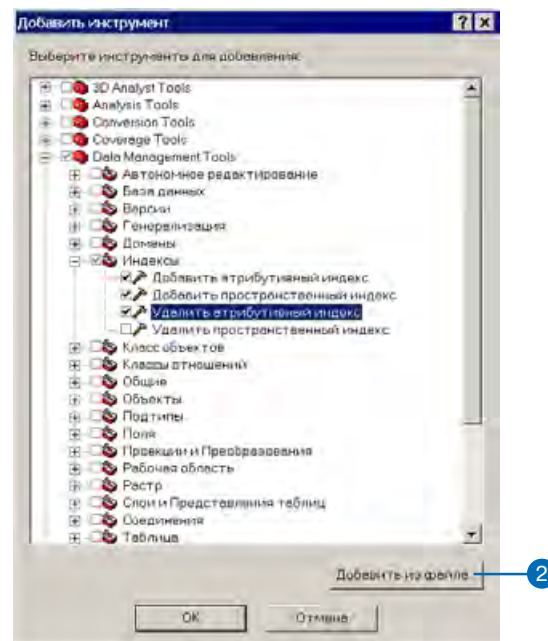 Добавить инструмент
Выберите инструменты для добавления:
3D Analyst Tools
Analysis Tools
Conversion Tools
Coverage Tools
Data Management Tools
Автономное редактирование
База данных
Версии
Генерализация
Домены
Индексы
Добавить атрибутивный индекс
Добавить пространственный индекс
Удалить атрибутивный индекс
Удалить пространственный индекс
Класс объектов
Классы отношений
Общие
Объекты
Подтипы
Поля
Проекции и Преобразования
Рабочая область
Растр
Слои и Представления таблиц
Соединения
Таблица
Добавить из файла
2
OK
Отмена